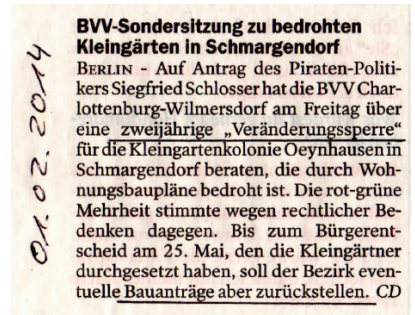 01.02.2014
BVV-Sondersitzung zu bedrohten
Kleingärten in Schmargendorf
BERLIN - Auf Antrag des Piraten-Politi-
kers Siegfried Schlosser hat die BVV Char-
lottenburg-Wilmersdorf am Freitag über
eine zweijährige „Veränderungssperre“
für die Kleingartenkolonie Oeynhausen in
Schmargendorf beraten, die durch Woh-
nungsbaupläne bedroht ist. Die rot-grüne
Mehrheit stimmte wegen rechtlicher Be-
denken dagegen. Bis zum Bürgerent-
scheid am 25. Mai, den die Kleingärtner
durchgesetzt haben, soll der Bezirk even-
tuelle Bauanträge aber zurückstellen. CD